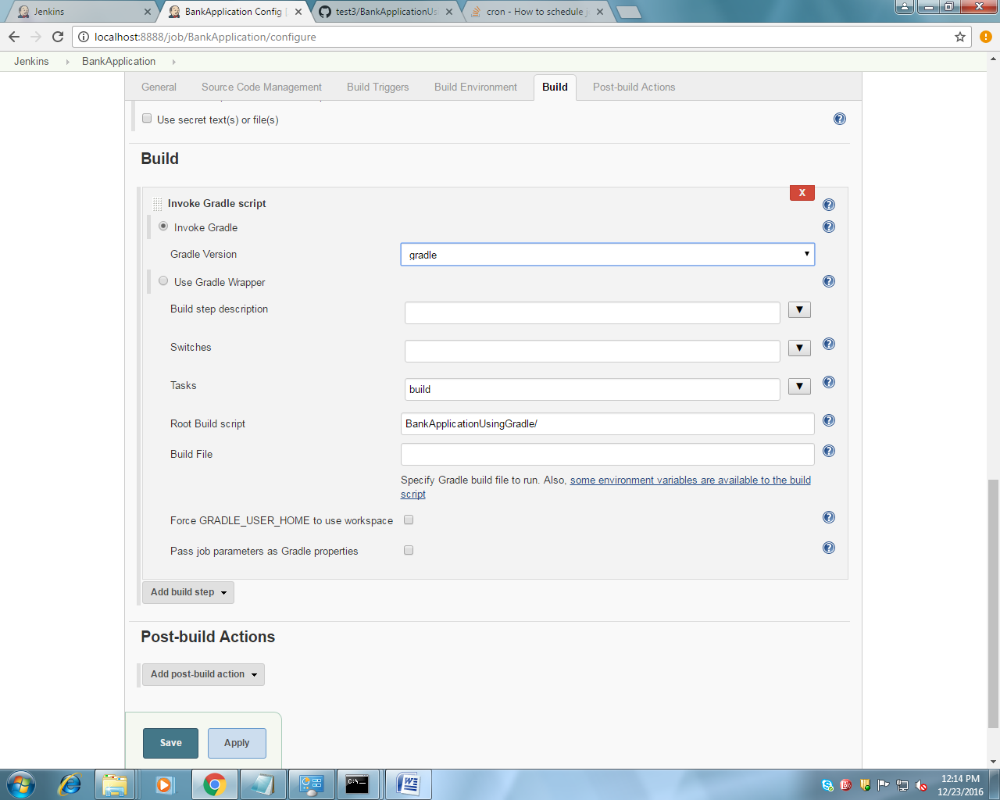 Jenkins
BankApplication Config [
test3/BankApplicationUs
cron - How to schedule j
localhost:8888/job/BankApplication/configure
Jenkins
BankApplication
General
Source Code Management
Build Triggers
Build Environment
Build
Post-build Actions
Use secret text(s) or file(s)
Build
X
Invoke Gradle script
Invoke Gradle
Gradle Version
gradle
Use Gradle Wrapper
Build step description
Switches
Tasks
build
Root Build script
BankApplicationUsingGradle/
Build File
Specify Gradle build file to run. Also, some environment variables are available to the build
script
Force GRADLE_USER_HOME to use workspace
Pass job parameters as Gradle properties
Add build step
Post-build Actions
Add post-build action
Save
Apply
12:14 PM
12/23/2016